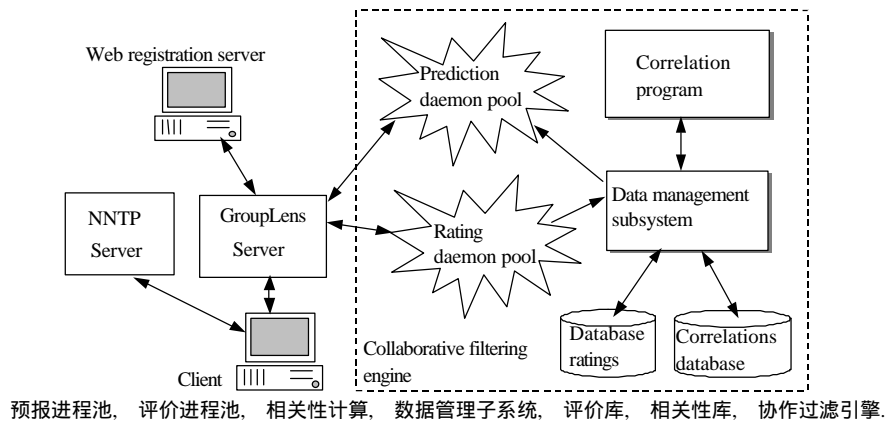 Web registration server
Prediction
daemon pool
Correlation
program
NNTP
Server
GroupLens
Server
Rating
daemon pool
Data management
subsystem
Database
ratings
Correlations
database
Collaborative filtering
engine
Client
预报进程池, 评价进程池, 相关性计算, 数据管理子系统, 评价库, 相关性库, 协作过滤引擎.